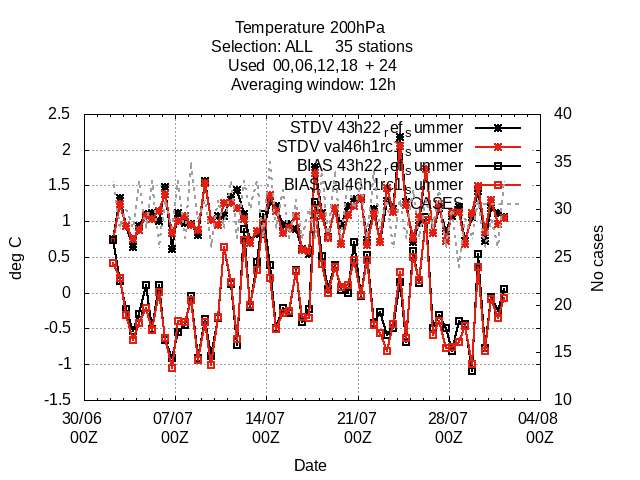 Temperature 200hPa
Selection: ALL 35 stations
Used 00,06,12,18 + 24
Averaging window: 12h
2.5
2
1.5
1
0.5
0
-0.5
-1
-1.5
40
35
30
25
20
15
10
deg C
No cases
STDV 43h22_ref_summer
STDV val46h1rc1_summer
BIAS 43h22_ref_summer
BIAS val46h1rc1_summer
CASES
30/06 07/07 14/07 21/07 28/07 04/08
00Z 00Z 00Z 00Z 00Z 00Z
Date